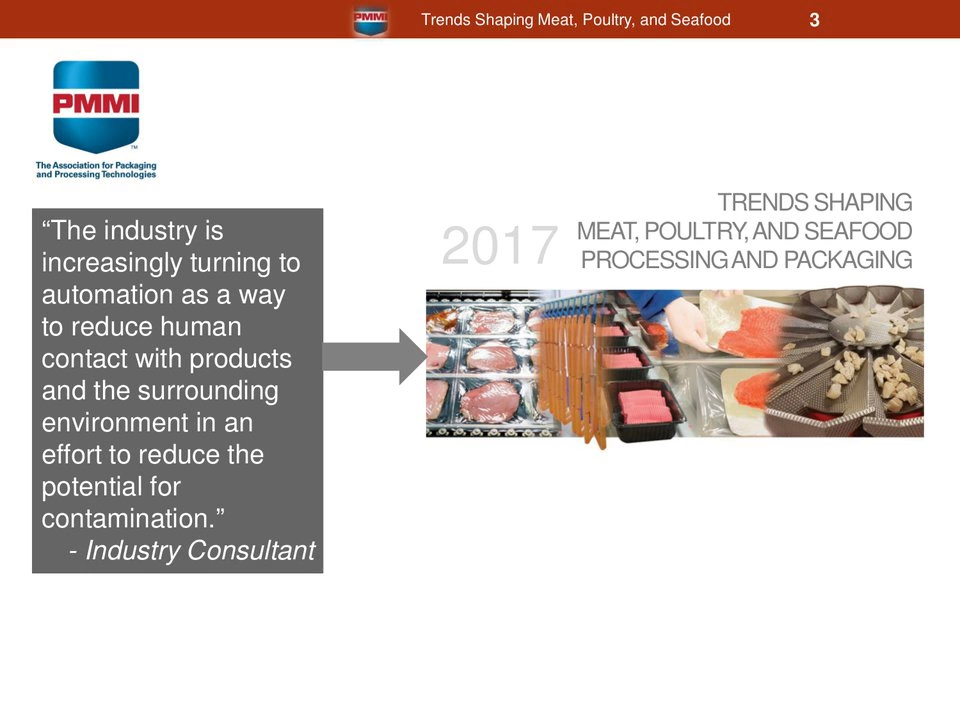 PMMI
Trends Shaping Meat, Poultry, and Seafood
3
PMMI
TM
The Association for Packaging
and Processing Technologies
“The industry is
increasingly turning to
automation as a way
to reduce human
contact with products
and the surrounding
environment in an
effort to reduce the
potential for
contamination.”
- Industry Consultant
2017
TRENDS SHAPING
MEAT, POULTRY, AND SEAFOOD
PROCESSING AND PACKAGING